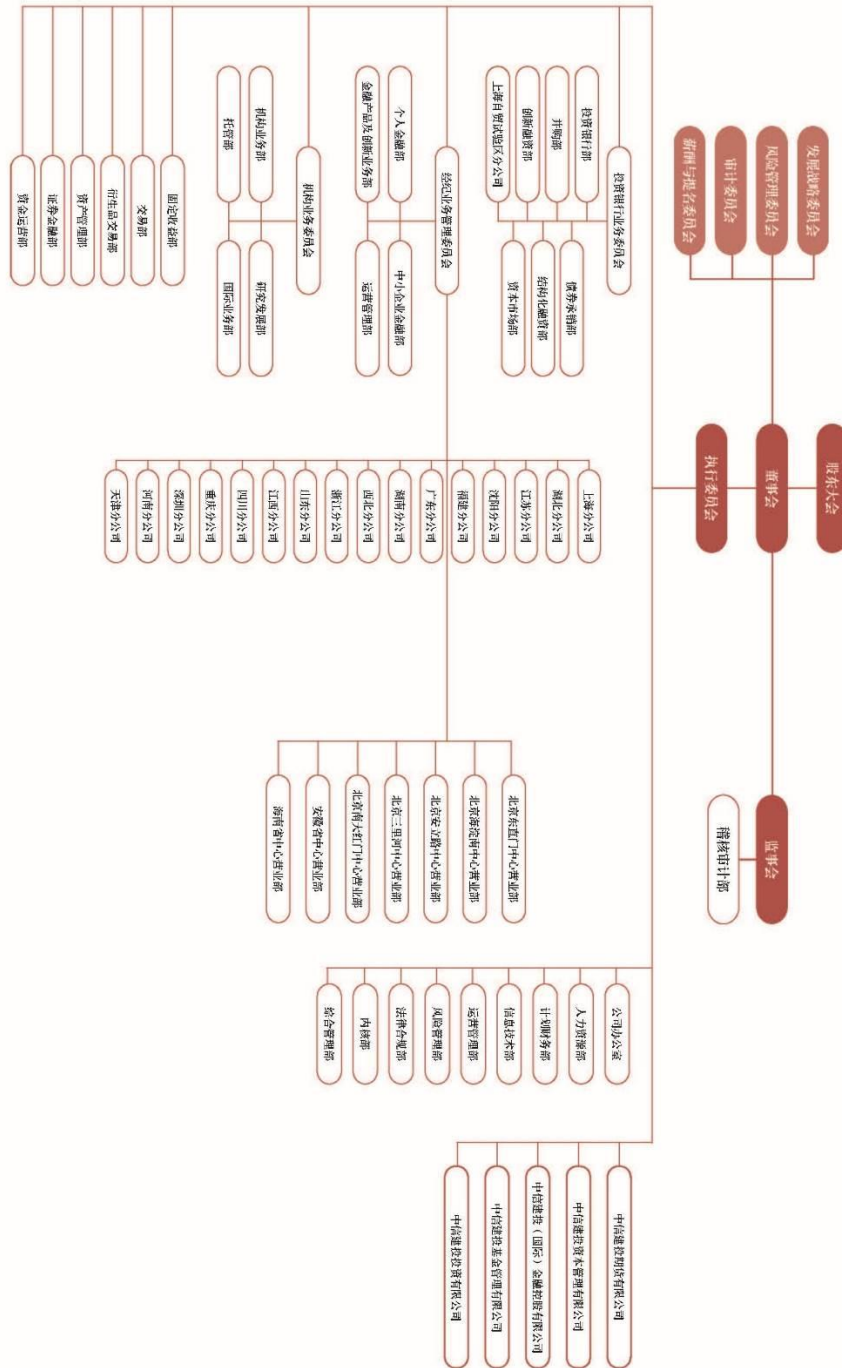 股东大会
董事会
监事会
稽核审计部
发展战略委员会
风险管理委员会
审计委员会
薪酬与提名委员会
执行委员会
投资银行业务委员会
投资银行部
并购部
创新融资部
上海自贸试验区分公司
债券承销部
结构化融资部
资本市场部
经纪业务管理委员会
个人金融部
金融产品及创新业务部
中小企业金融部
运营管理部
机构业务委员会
机构业务部
托管部
研究发展部
国际业务部
固定收益部
交易部
衍生品交易部
资产管理部
证券金融部
资金运营部
上海分公司
湖北分公司
江苏分公司
沈阳分公司
福建分公司
广东分公司
湖南分公司
西北分公司
浙江分公司
山东分公司
江西分公司
四川分公司
重庆分公司
深圳分公司
河南分公司
天津分公司
北京东直门中心营业部
北京海淀南中心营业部
北京安立路中心营业部
北京三里河中心营业部
北京南大红门中心营业部
安徽省中心营业部
海南省中心营业部
公司办公室
人力资源部
计划财务部
信息技术部
运营管理部
风险管理部
法律合规部
内核部
综合管理部
中信建投期货有限公司
中信建投资本管理有限公司
中信建投（国际）金融控股有限公司
中信建投基金管理有限公司
中信建投投资有限公司